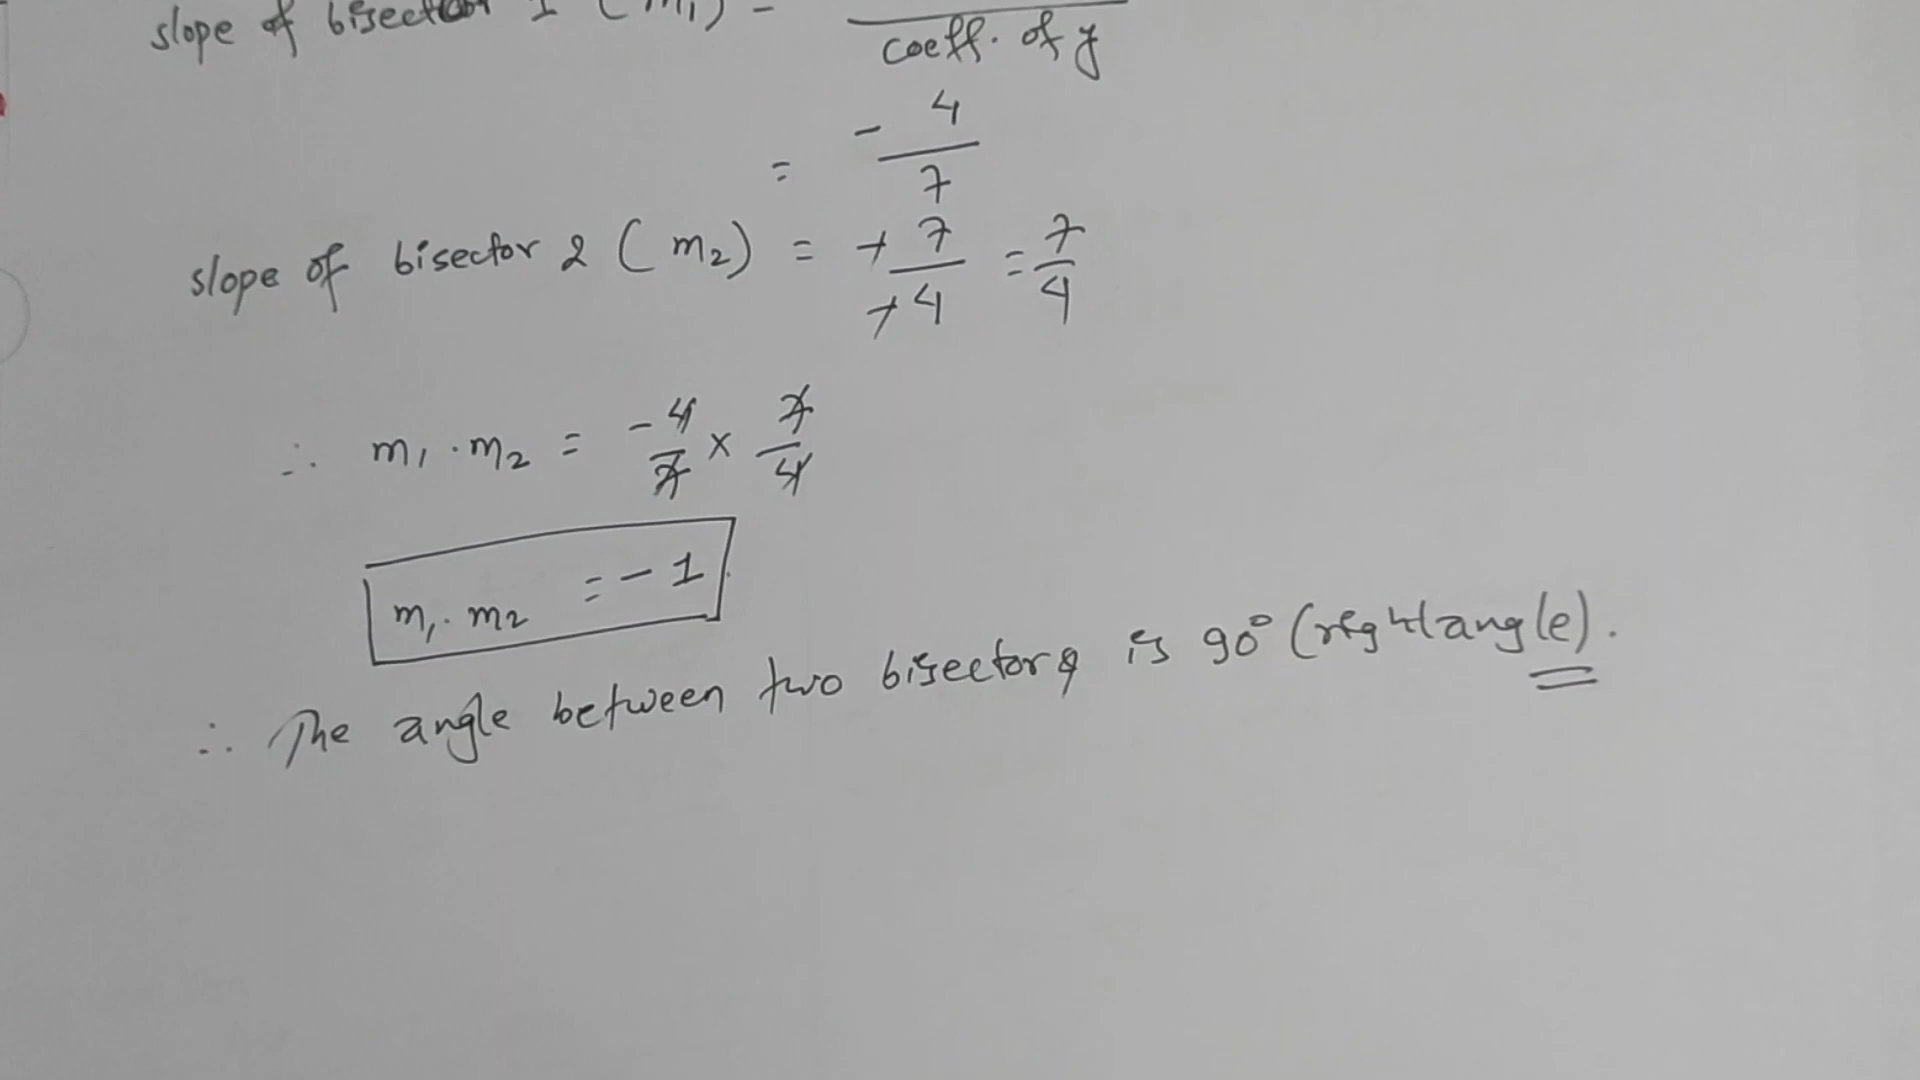 slope of bisector 1 (m₁) =
coeff. of y
= - 4/7
slope of bisector 2 (m₂) = +7/+4 = 7/4
∴ m₁ · m₂ = -4/7 × 7/4
m₁ · m₂ = -1
∴ The angle between two bisectors is 90° (right angle).